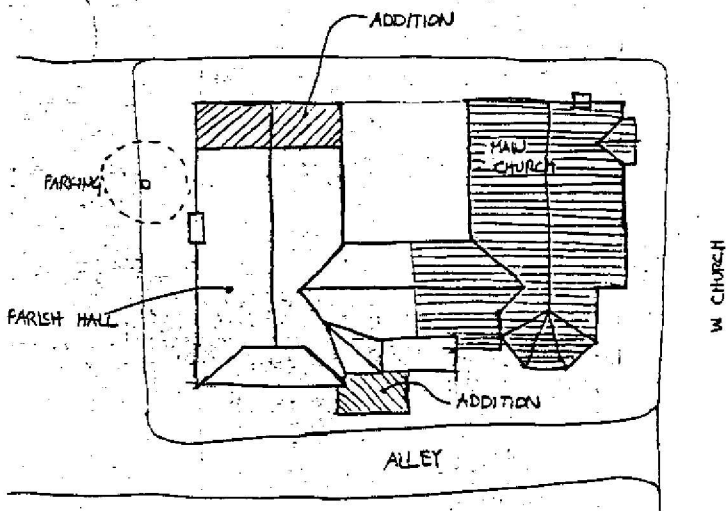 ADDITION
MAIN
CHURCH
PARKING
W CHURCH
PARISH HALL
ADDITION
ALLEY